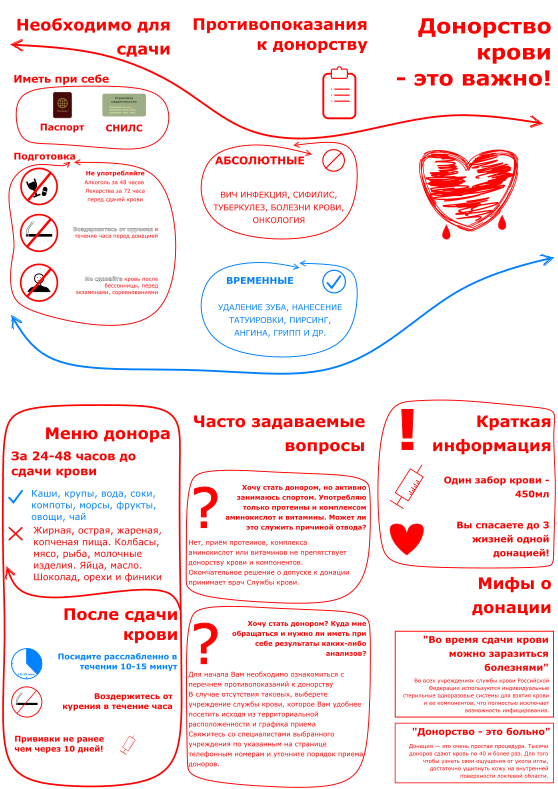 Необходимо для
сдачи
Иметь при себе
Паспорт
СНИЛС
Подготовка
Не употребляйте
Алкоголь за 48 часов
Лекарства за 72 часа
перед сдачей крови
Воздержитесь от курения в
течение часа перед донацией
Не сдавайте кровь после
бессонницы, перед
экзаменами, соревнованиями
Противопоказания
к донорству
АБСОЛЮТНЫЕ
ВИЧ ИНФЕКЦИЯ, СИФИЛИС,
ТУБЕРКУЛЕЗ, БОЛЕЗНИ КРОВИ,
ОНКОЛОГИЯ
ВРЕМЕННЫЕ
УДАЛЕНИЕ ЗУБА, НАНЕСЕНИЕ
ТАТУИРОВКИ, ПИРСИНГ,
АНГИНА, ГРИПП И ДР.
Донорство
крови
– это важно!
Меню донора
За 24–48 часов до
сдачи крови
Каши, крупы, вода, соки,
компоты, морсы, фрукты,
овощи, чай
Жирная, острая, жареная,
копченая пища. Колбасы,
мясо, рыба, молочные
изделия. Яйца, масло.
Шоколад, орехи и финики
После сдачи
крови
Посидите расслабленно в
течении 10–15 минут
Воздержитесь от
курения в течение часа
Прививки не ранее
чем через 10 дней!
Часто задаваемые
вопросы
?
Хочу стать донором, но активно
занимаюсь спортом. Употребляю
только протеины и комплексом
аминокислот и витамины. Может ли
это служить причиной отвода?
Нет, приём протеинов, комплекса
аминокислот или витаминов не препятствует
донорству крови и компонентов.
Окончательное решение о допуске к донации
принимает врач Службы крови.
?
Хочу стать донором? Куда мне
обращаться и нужно ли иметь при
себе результаты каких-либо
анализов?
Для начала Вам необходимо ознакомиться с
перечнем противопоказаний к донорству
В случае отсутствия таковых, выберете
учреждение службы крови, которое Вам удобнее
посетить исходя из территориальной
расположенности и графика приема
Свяжитесь со специалистами выбранного
учреждения по указанным на странице
телефонным номерам и уточните порядок приема
доноров.
!
Краткая
информация
Один забор крови –
450мл
Вы спасаете до 3
жизней одной
донацией!
Мифы о
донации
"Во время сдачи крови
можно заразиться
болезнями"
Во всех учреждениях службы крови Российской
Федерации используются индивидуальные
стерильные одноразовые системы для взятия крови
и ее компонентов, что полностью исключает
возможность инфицирования.
"Донорство – это больно"
Донация — это очень простая процедура. Тысячи
доноров сдают кровь по 40 и более раз. Для того
чтобы узнать свои ощущения от укола иглы,
достаточно ущипнуть кожу на внутренней
поверхности локтевой области.